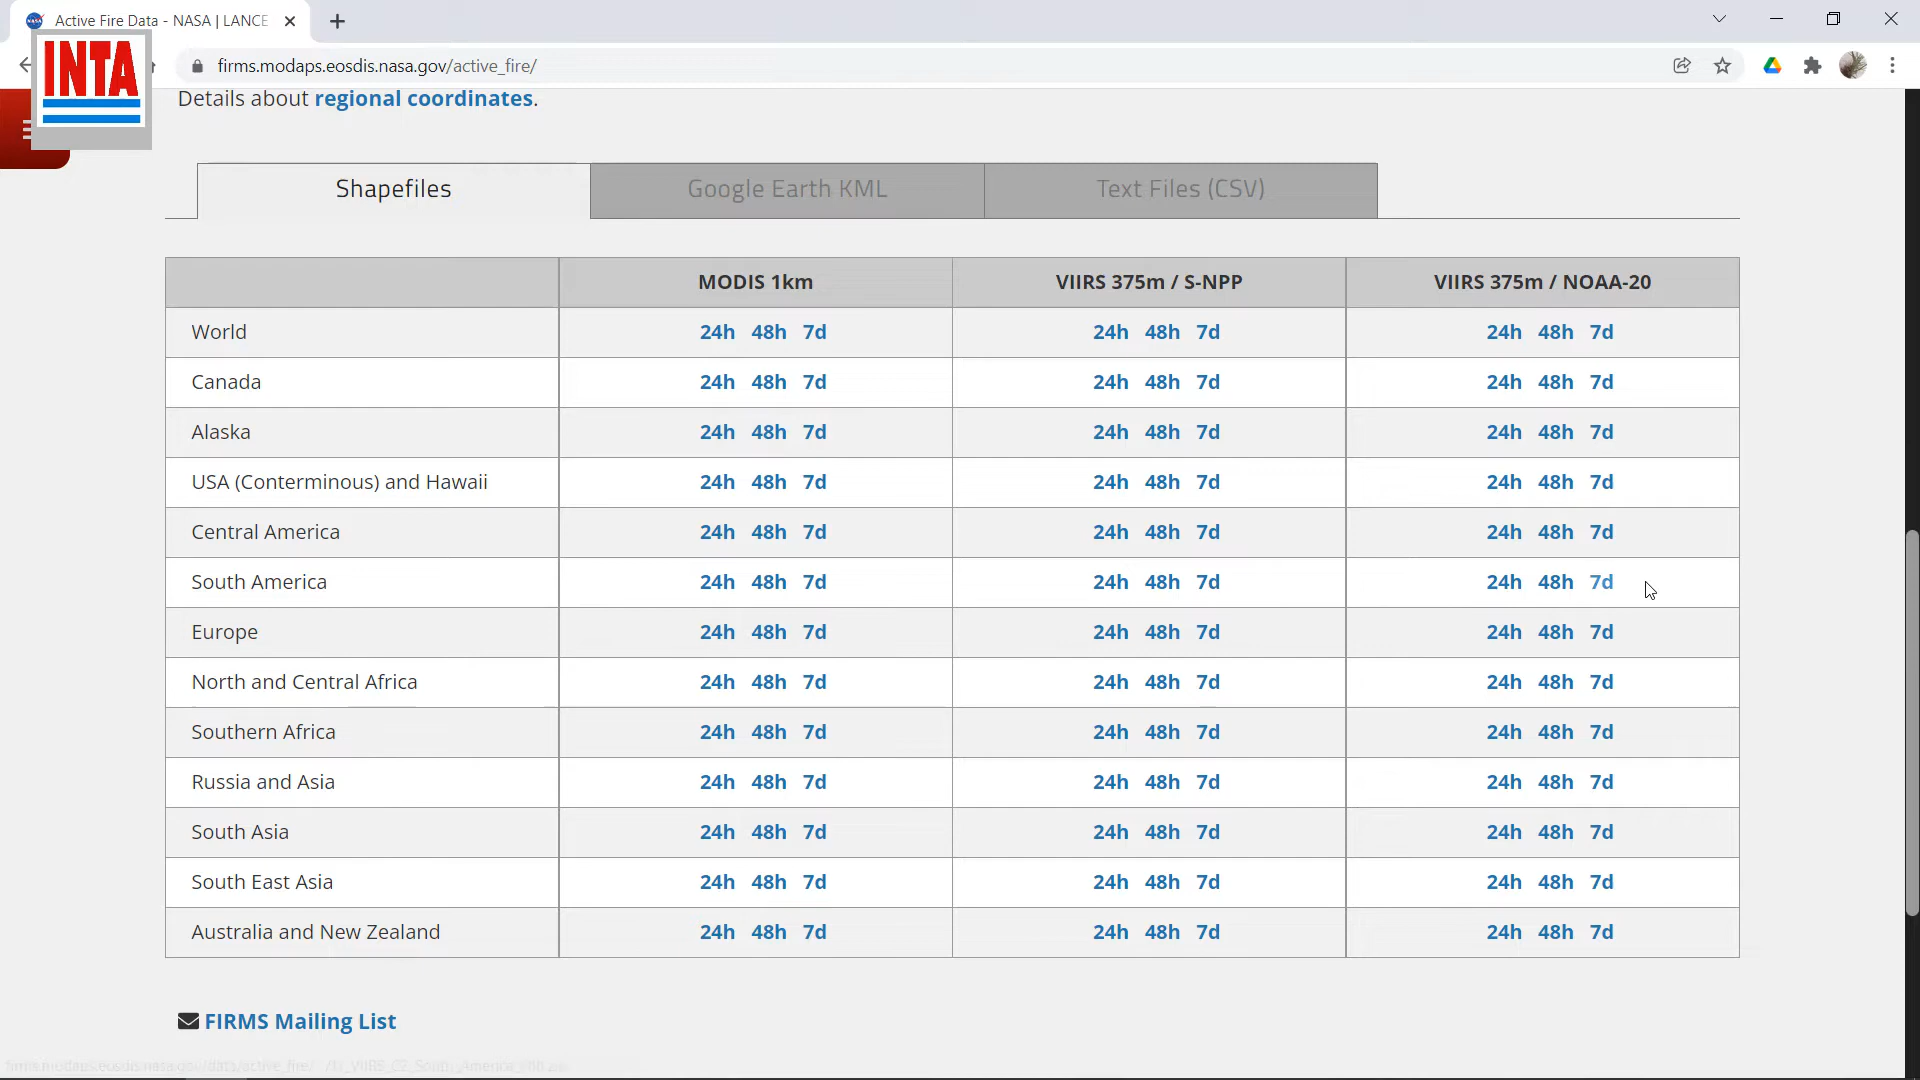 Active Fire Data - NASA | LANCE
INTA
firms.modaps.eosdis.nasa.gov/active_fire/
Details about regional coordinates.
Shapefiles Google Earth KML Text Files (CSV)
MODIS 1km VIIRS 375m / S-NPP VIIRS 375m / NOAA-20
World 24h 48h 7d 24h 48h 7d 24h 48h 7d
Canada 24h 48h 7d 24h 48h 7d 24h 48h 7d
Alaska 24h 48h 7d 24h 48h 7d 24h 48h 7d
USA (Conterminous) and Hawaii 24h 48h 7d 24h 48h 7d 24h 48h 7d
Central America 24h 48h 7d 24h 48h 7d 24h 48h 7d
South America 24h 48h 7d 24h 48h 7d 24h 48h 7d
Europe 24h 48h 7d 24h 48h 7d 24h 48h 7d
North and Central Africa 24h 48h 7d 24h 48h 7d 24h 48h 7d
Southern Africa 24h 48h 7d 24h 48h 7d 24h 48h 7d
Russia and Asia 24h 48h 7d 24h 48h 7d 24h 48h 7d
South Asia 24h 48h 7d 24h 48h 7d 24h 48h 7d
South East Asia 24h 48h 7d 24h 48h 7d 24h 48h 7d
Australia and New Zealand 24h 48h 7d 24h 48h 7d 24h 48h 7d
FIRMS Mailing List